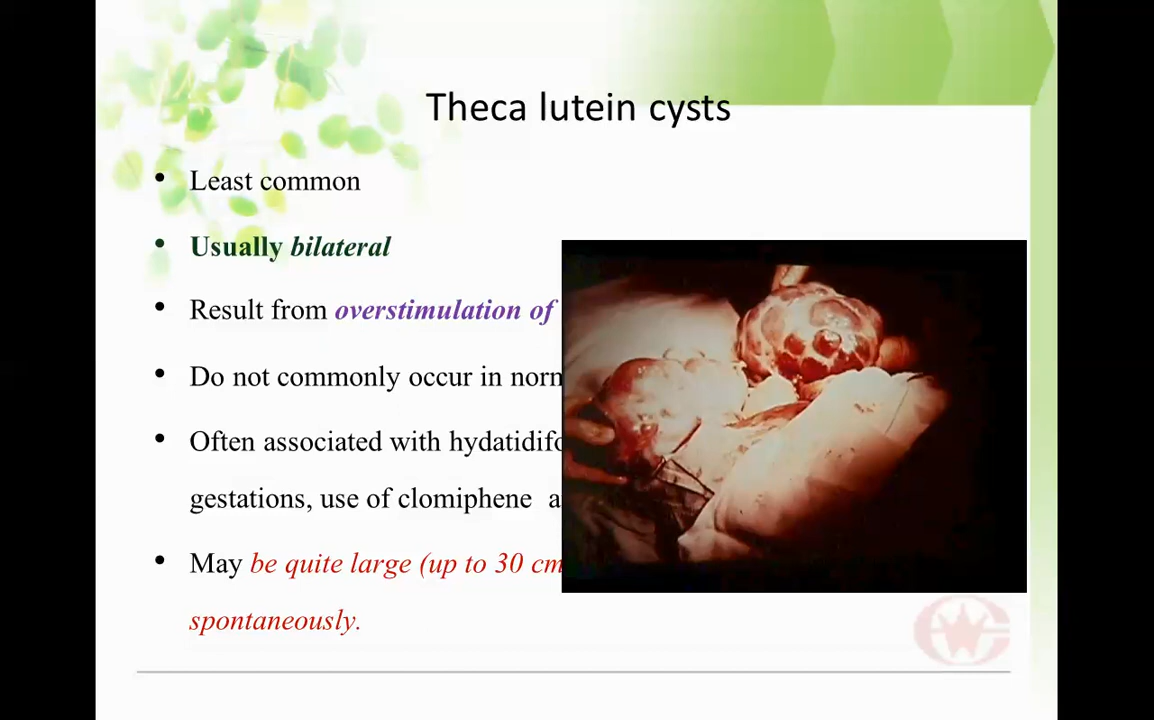 Theca lutein cysts
• Least common
• Usually bilateral
• Result from overstimulation of
• Do not commonly occur in norm
• Often associated with hydatidifo
gestations, use of clomiphene a
• May be quite large (up to 30 cm
spontaneously.